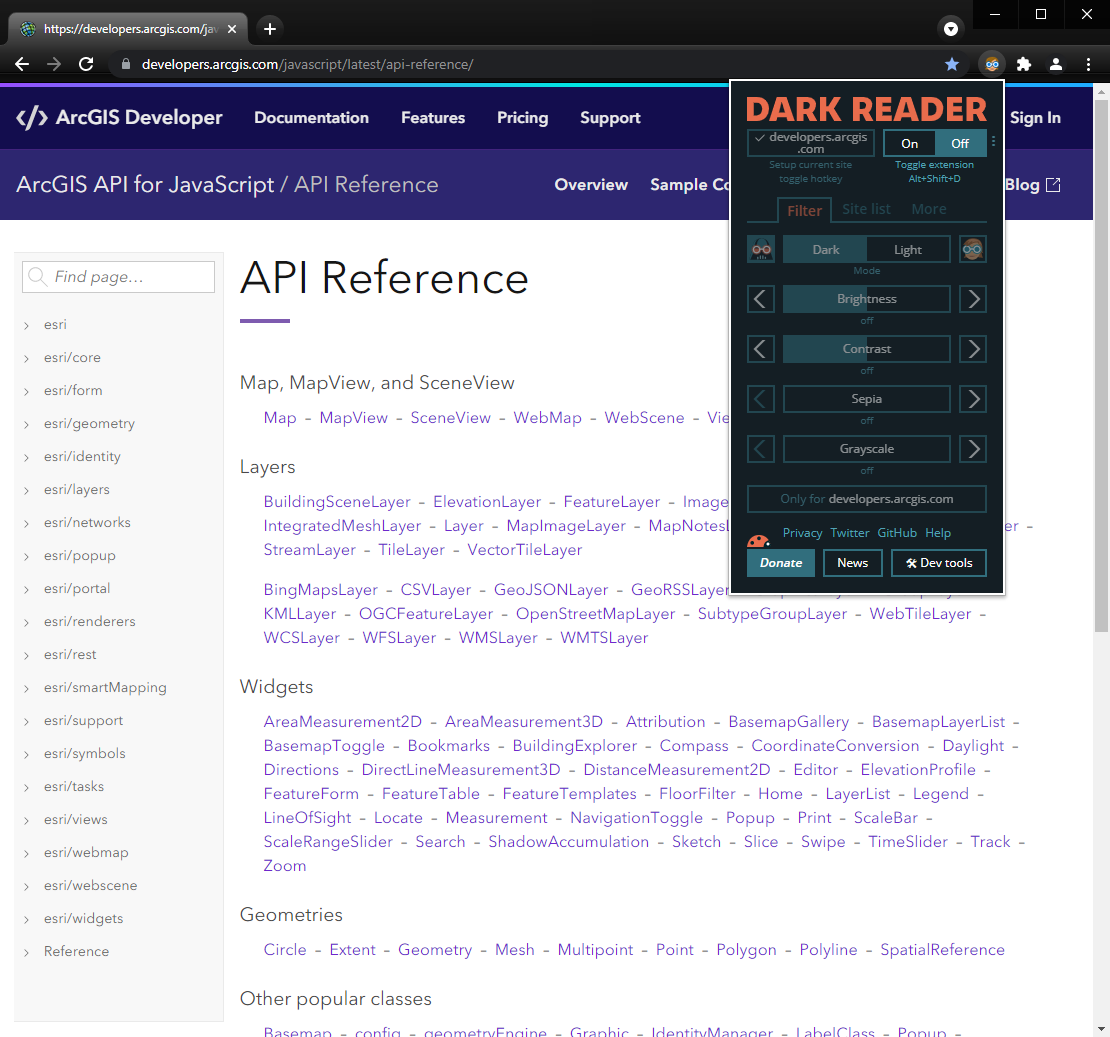 https://developers.arcgis.com/jav
developers.arcgis.com/javascript/latest/api-reference/
ArcGIS Developer
Documentation
Features
Pricing
Support
Sign In
ArcGIS API for JavaScript / API Reference
Overview
Sample Co
Blog
DARK READER
developers.arcgis
.com
On
Off
Setup current site
toggle hotkey
Toggle extension
Alt+Shift+D
Filter
Site list
More
Dark
Light
Mode
Brightness
off
Contrast
off
Sepia
off
Grayscale
off
Only for developers.arcgis.com
Privacy Twitter GitHub Help
Donate
News
Dev tools
Find page...
esri
esri/core
esri/form
esri/geometry
esri/identity
esri/layers
esri/networks
esri/popup
esri/portal
esri/renderers
esri/rest
esri/smartMapping
esri/support
esri/symbols
esri/tasks
esri/views
esri/webmap
esri/webscene
esri/widgets
Reference
API Reference
Map, MapView, and SceneView
Map - MapView - SceneView - WebMap - WebScene - Vie
Layers
BuildingSceneLayer - ElevationLayer - FeatureLayer - Image
IntegratedMeshLayer - Layer - MapImageLayer - MapNotesL
StreamLayer - TileLayer - VectorTileLayer
BingMapsLayer - CSVLayer - GeoJSONLayer - GeoRSSLayer
KMLLayer - OGCFeatureLayer - OpenStreetMapLayer - SubtypeGroupLayer - WebTileLayer -
WCSLayer - WFSLayer - WMSLayer - WMTSLayer
Widgets
AreaMeasurement2D - AreaMeasurement3D - Attribution - BasemapGallery - BasemapLayerList -
BasemapToggle - Bookmarks - BuildingExplorer - Compass - CoordinateConversion - Daylight -
Directions - DirectLineMeasurement3D - DistanceMeasurement2D - Editor - ElevationProfile -
FeatureForm - FeatureTable - FeatureTemplates - FloorFilter - Home - LayerList - Legend -
LineOfSight - Locate - Measurement - NavigationToggle - Popup - Print - ScaleBar -
ScaleRangeSlider - Search - ShadowAccumulation - Sketch - Slice - Swipe - TimeSlider - Track -
Zoom
Geometries
Circle - Extent - Geometry - Mesh - Multipoint - Point - Polygon - Polyline - SpatialReference
Other popular classes
Basemap - config - geometryEngine - Graphic - IdentityManager - LabelClass - Popup -